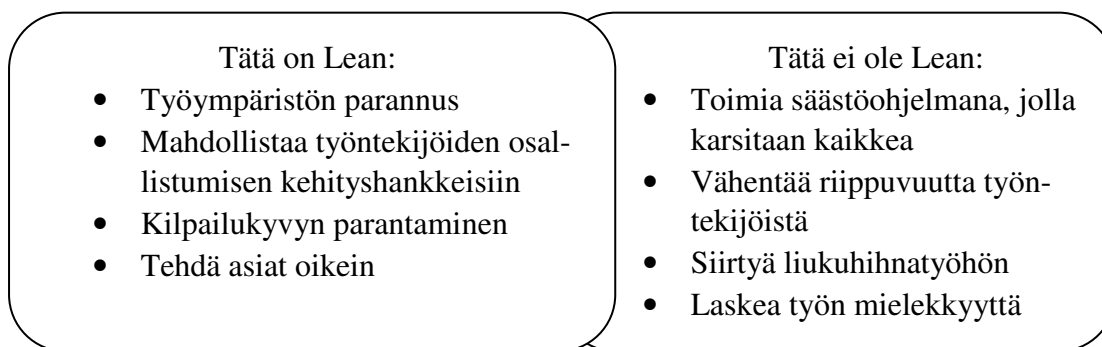 Tätä on Lean:
• Työympäristön parannus
• Mahdollistaa työntekijöiden osal-
listumisen kehityshankkeisiin
• Kilpailukyvyn parantaminen
• Tehdä asiat oikein
Tätä ei ole Lean:
• Toimia säästöohjelmana, jolla
karsitaan kaikkea
• Vähentää riippuvuutta työn-
tekijöistä
• Siirtyä liukuhihnatyöhön
• Laskea työn mielekkyyttä